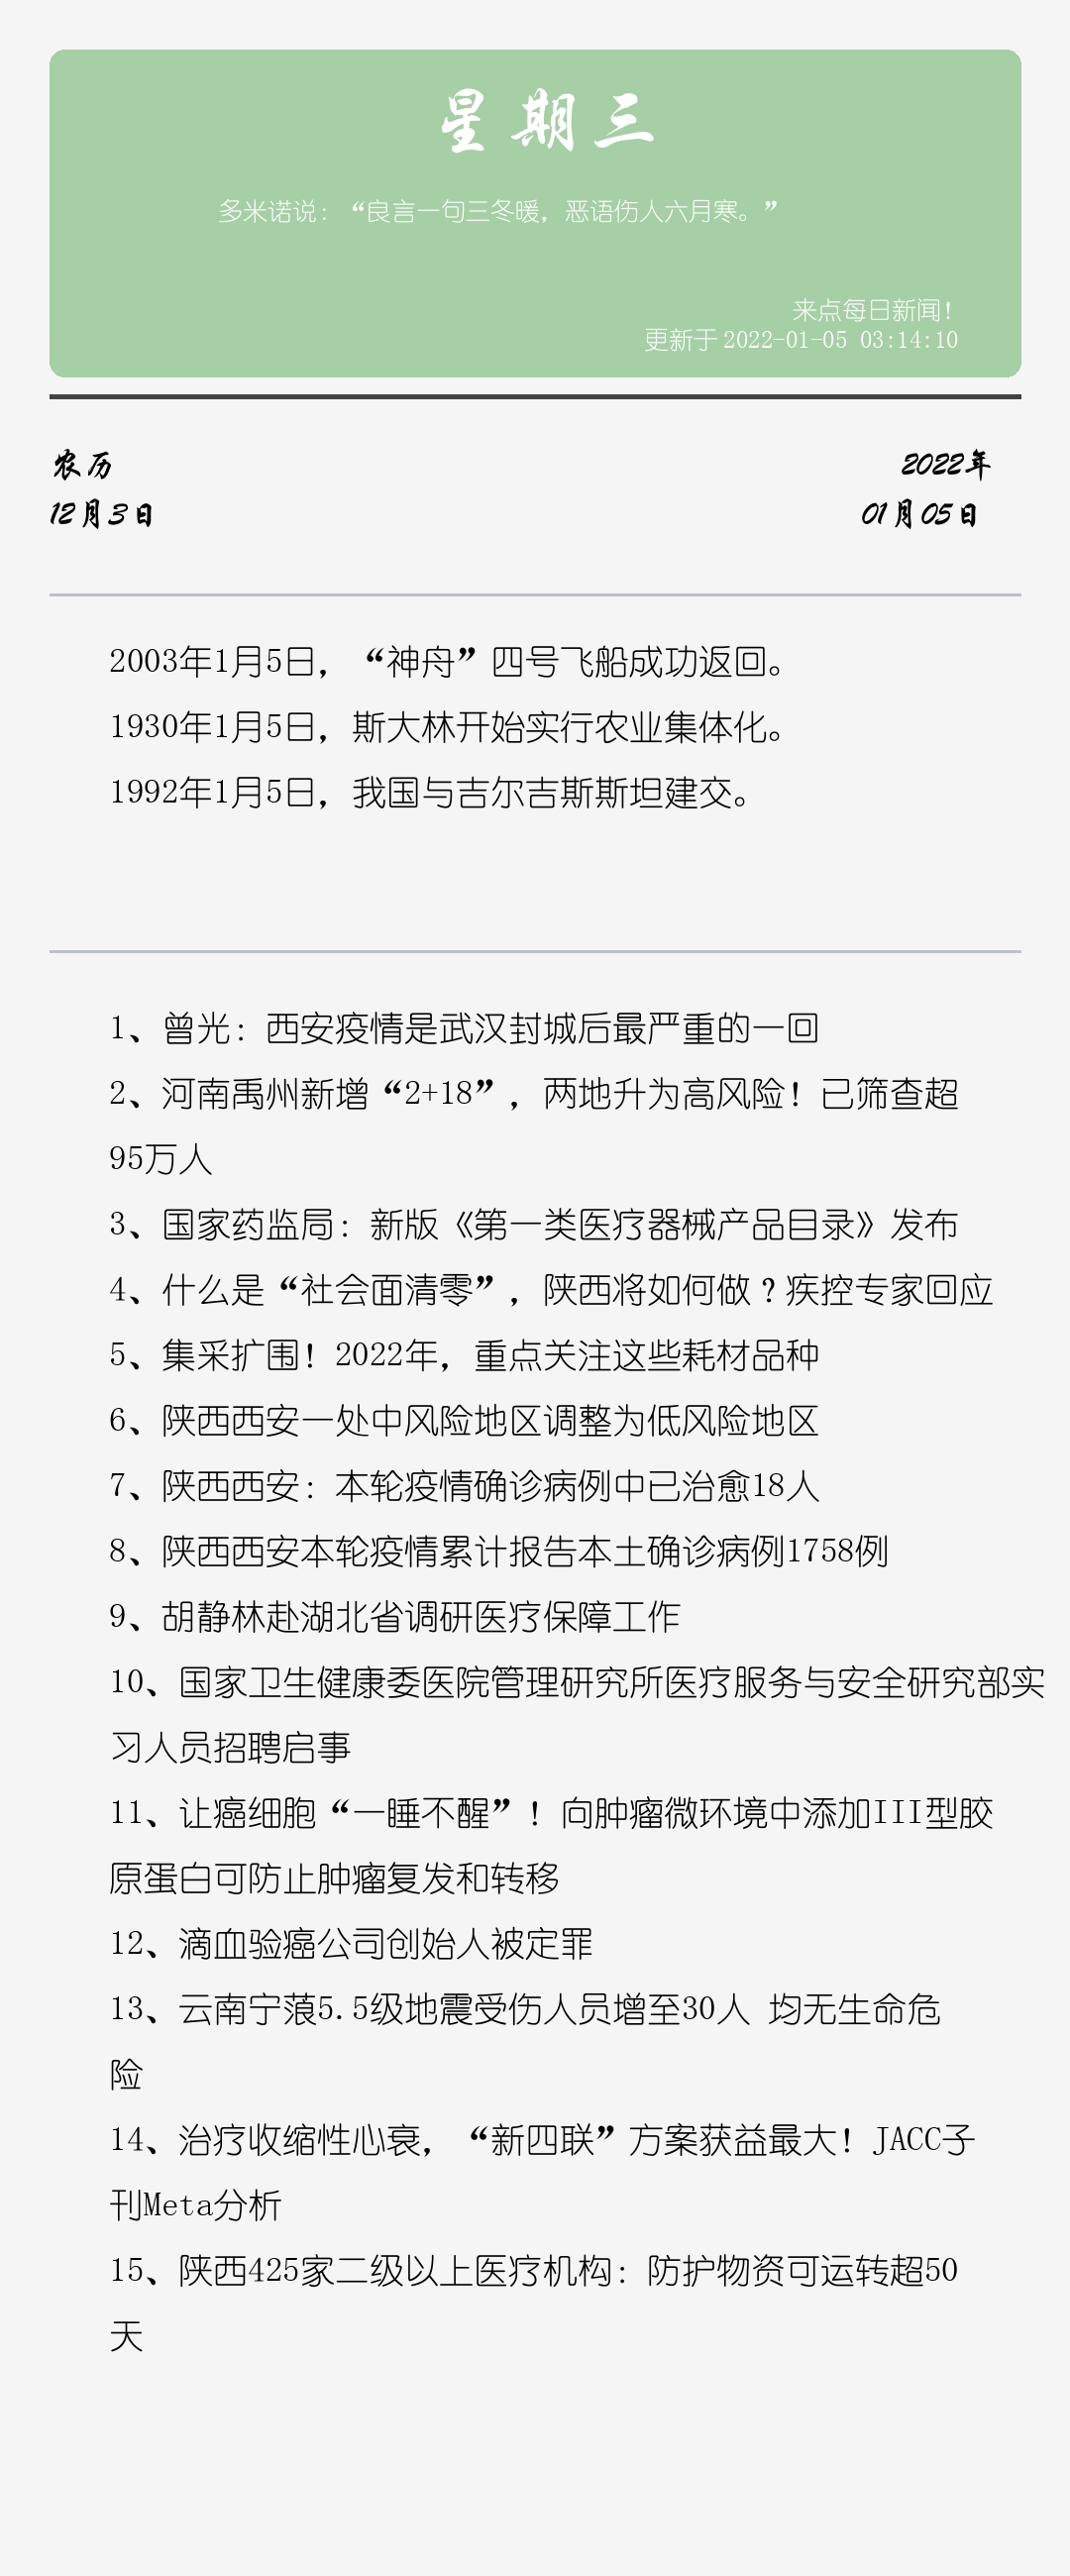 星期三
多米诺说：“良言一句三冬暖，恶语伤人六月寒。”
来点每日新闻！
更新于 2022-01-05 03:14:10
农历
2022年
12月3日
01月05日
2003年1月5日，“神舟”四号飞船成功返回。
1930年1月5日，斯大林开始实行农业集体化。
1992年1月5日，我国与吉尔吉斯斯坦建交。
1、曾光：西安疫情是武汉封城后最严重的一回
2、河南禹州新增“2+18”，两地升为高风险！已筛查超
95万人
3、国家药监局：新版《第一类医疗器械产品目录》发布
4、什么是“社会面清零”，陕西将如何做？疾控专家回应
5、集采扩围！2022年，重点关注这些耗材品种
6、陕西西安一处中风险地区调整为低风险地区
7、陕西西安：本轮疫情确诊病例中已治愈18人
8、陕西西安本轮疫情累计报告本土确诊病例1758例
9、胡静林赴湖北省调研医疗保障工作
10、国家卫生健康委医院管理研究所医疗服务与安全研究部实
习人员招聘启事
11、让癌细胞“一睡不醒”！向肿瘤微环境中添加III型胶
原蛋白可防止肿瘤复发和转移
12、滴血验癌公司创始人被定罪
13、云南宁蒗5.5级地震受伤人员增至30人 均无生命危
险
14、治疗收缩性心衰，“新四联”方案获益最大！JACC子
刊Meta分析
15、陕西425家二级以上医疗机构：防护物资可运转超50
天